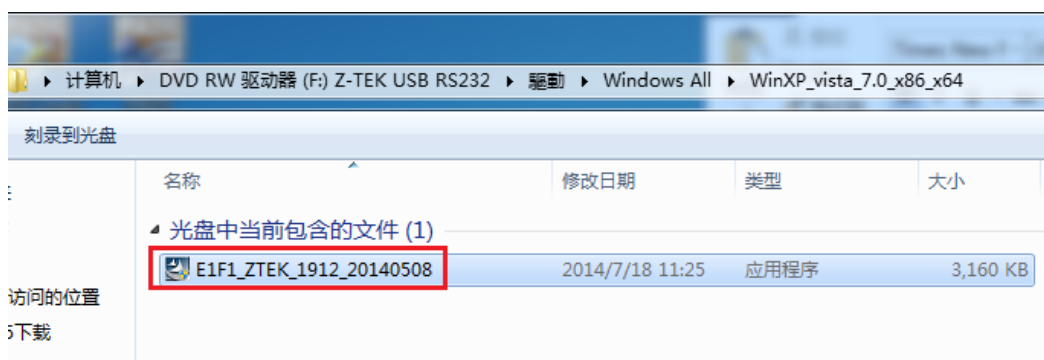 计算机 ▸ DVD RW 驱动器 (F:) Z-TEK USB RS232 ▸ 驅動 ▸ Windows All ▸ WinXP_vista_7.0_x86_x64
刻录到光盘
名称 修改日期 类型 大小
光盘中当前包含的文件 (1)
E1F1_ZTEK_1912_20140508 2014/7/18 11:25 应用程序 3,160 KB
访问的位置
下载